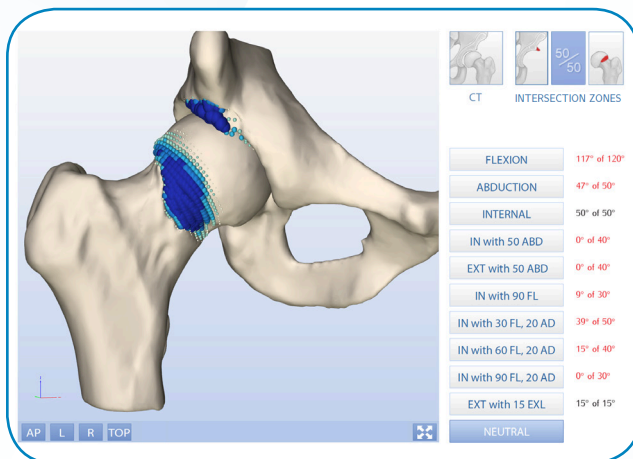 50/50
CT
INTERSECTION ZONES
FLEXION 117° of 120°
ABDUCTION 47° of 50°
INTERNAL 50° of 50°
IN with 50 ABD 0° of 40°
EXT with 50 ABD 0° of 40°
IN with 90 FL 9° of 30°
IN with 30 FL, 20 AD 39° of 50°
IN with 60 FL, 20 AD 15° of 40°
IN with 90 FL, 20 AD 0° of 30°
EXT with 15 EXL 15° of 15°
NEUTRAL
AP L R TOP